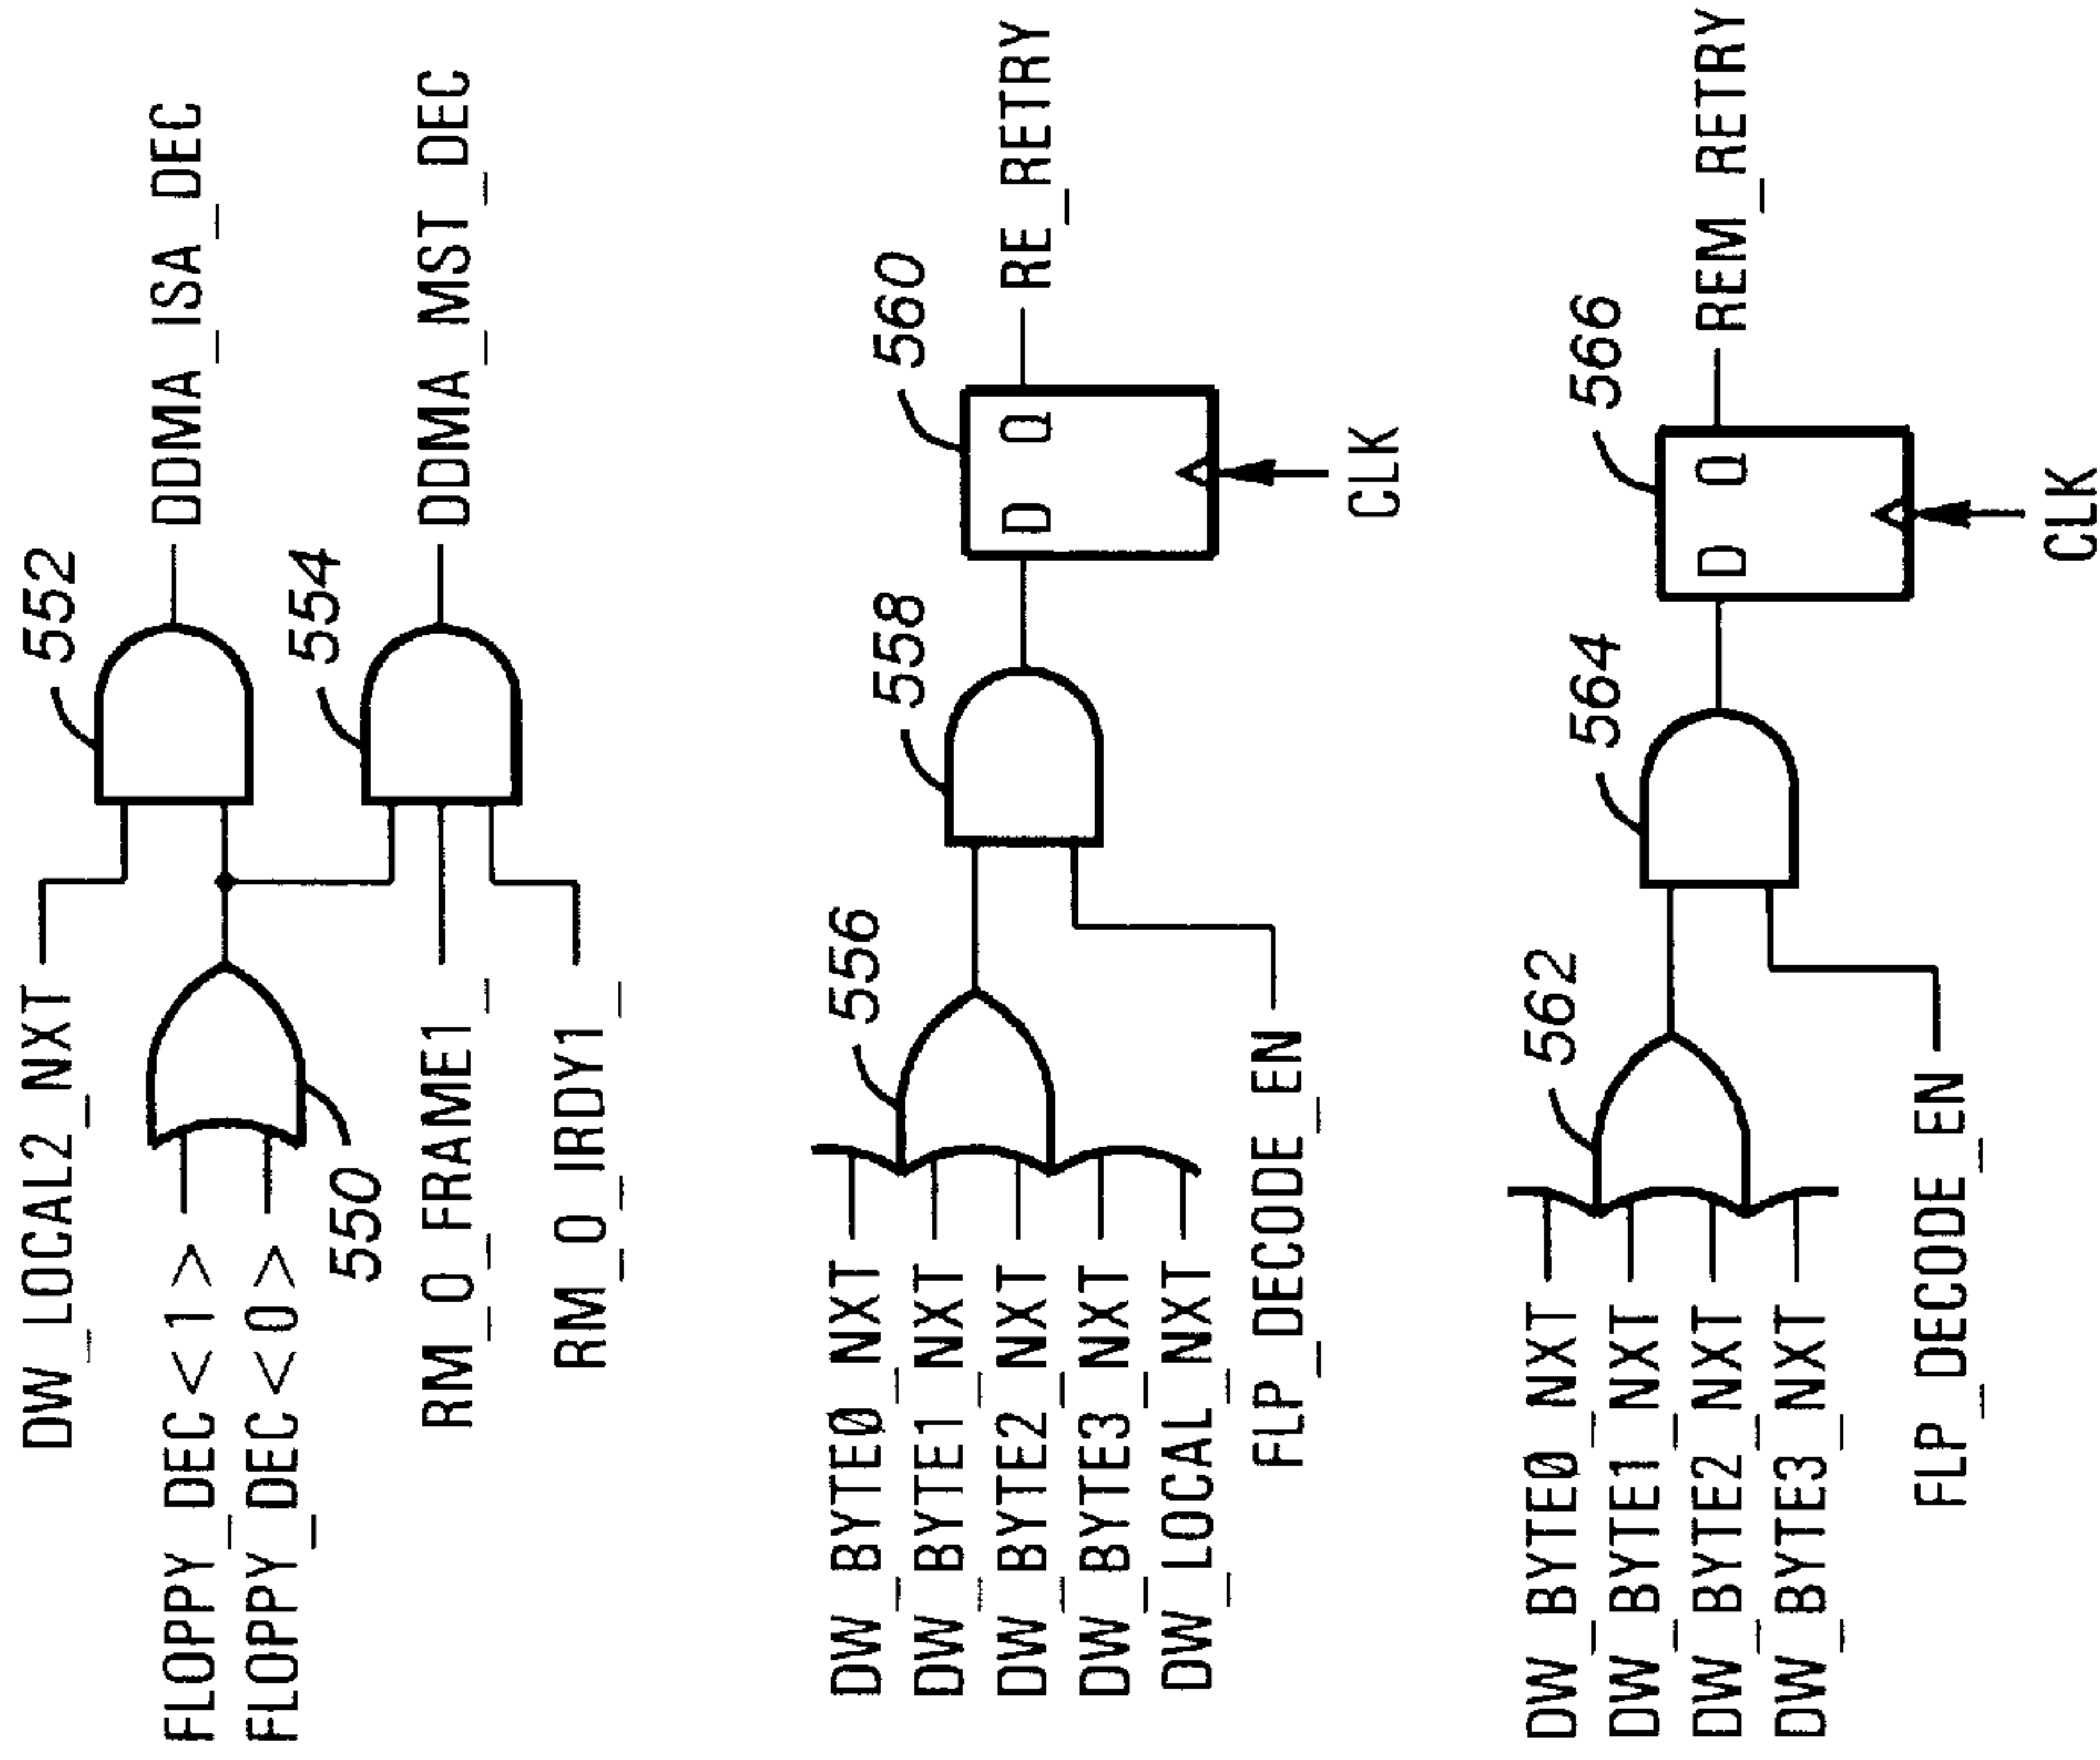 DW_LOCAL2_NXT
552
DDMA_ISA_DEC
FLOPPY_DEC<1>
FLOPPY_DEC<0>
550
554
DDMA_MST_DEC
RM_O_FRAME1_
RM_O_IRDY1_
DW_BYTE0_NXT
DW_BYTE1_NXT
DW_BYTE2_NXT
DW_BYTE3_NXT
DW_LOCAL_NXT
FLP_DECODE_EN
556
558
560
D Q
RE_RETRY
CLK
DW_BYTE0_NXT
DW_BYTE1_NXT
DW_BYTE2_NXT
DW_BYTE3_NXT
FLP_DECODE_EN
562
564
566
D Q
REM_RETRY
CLK